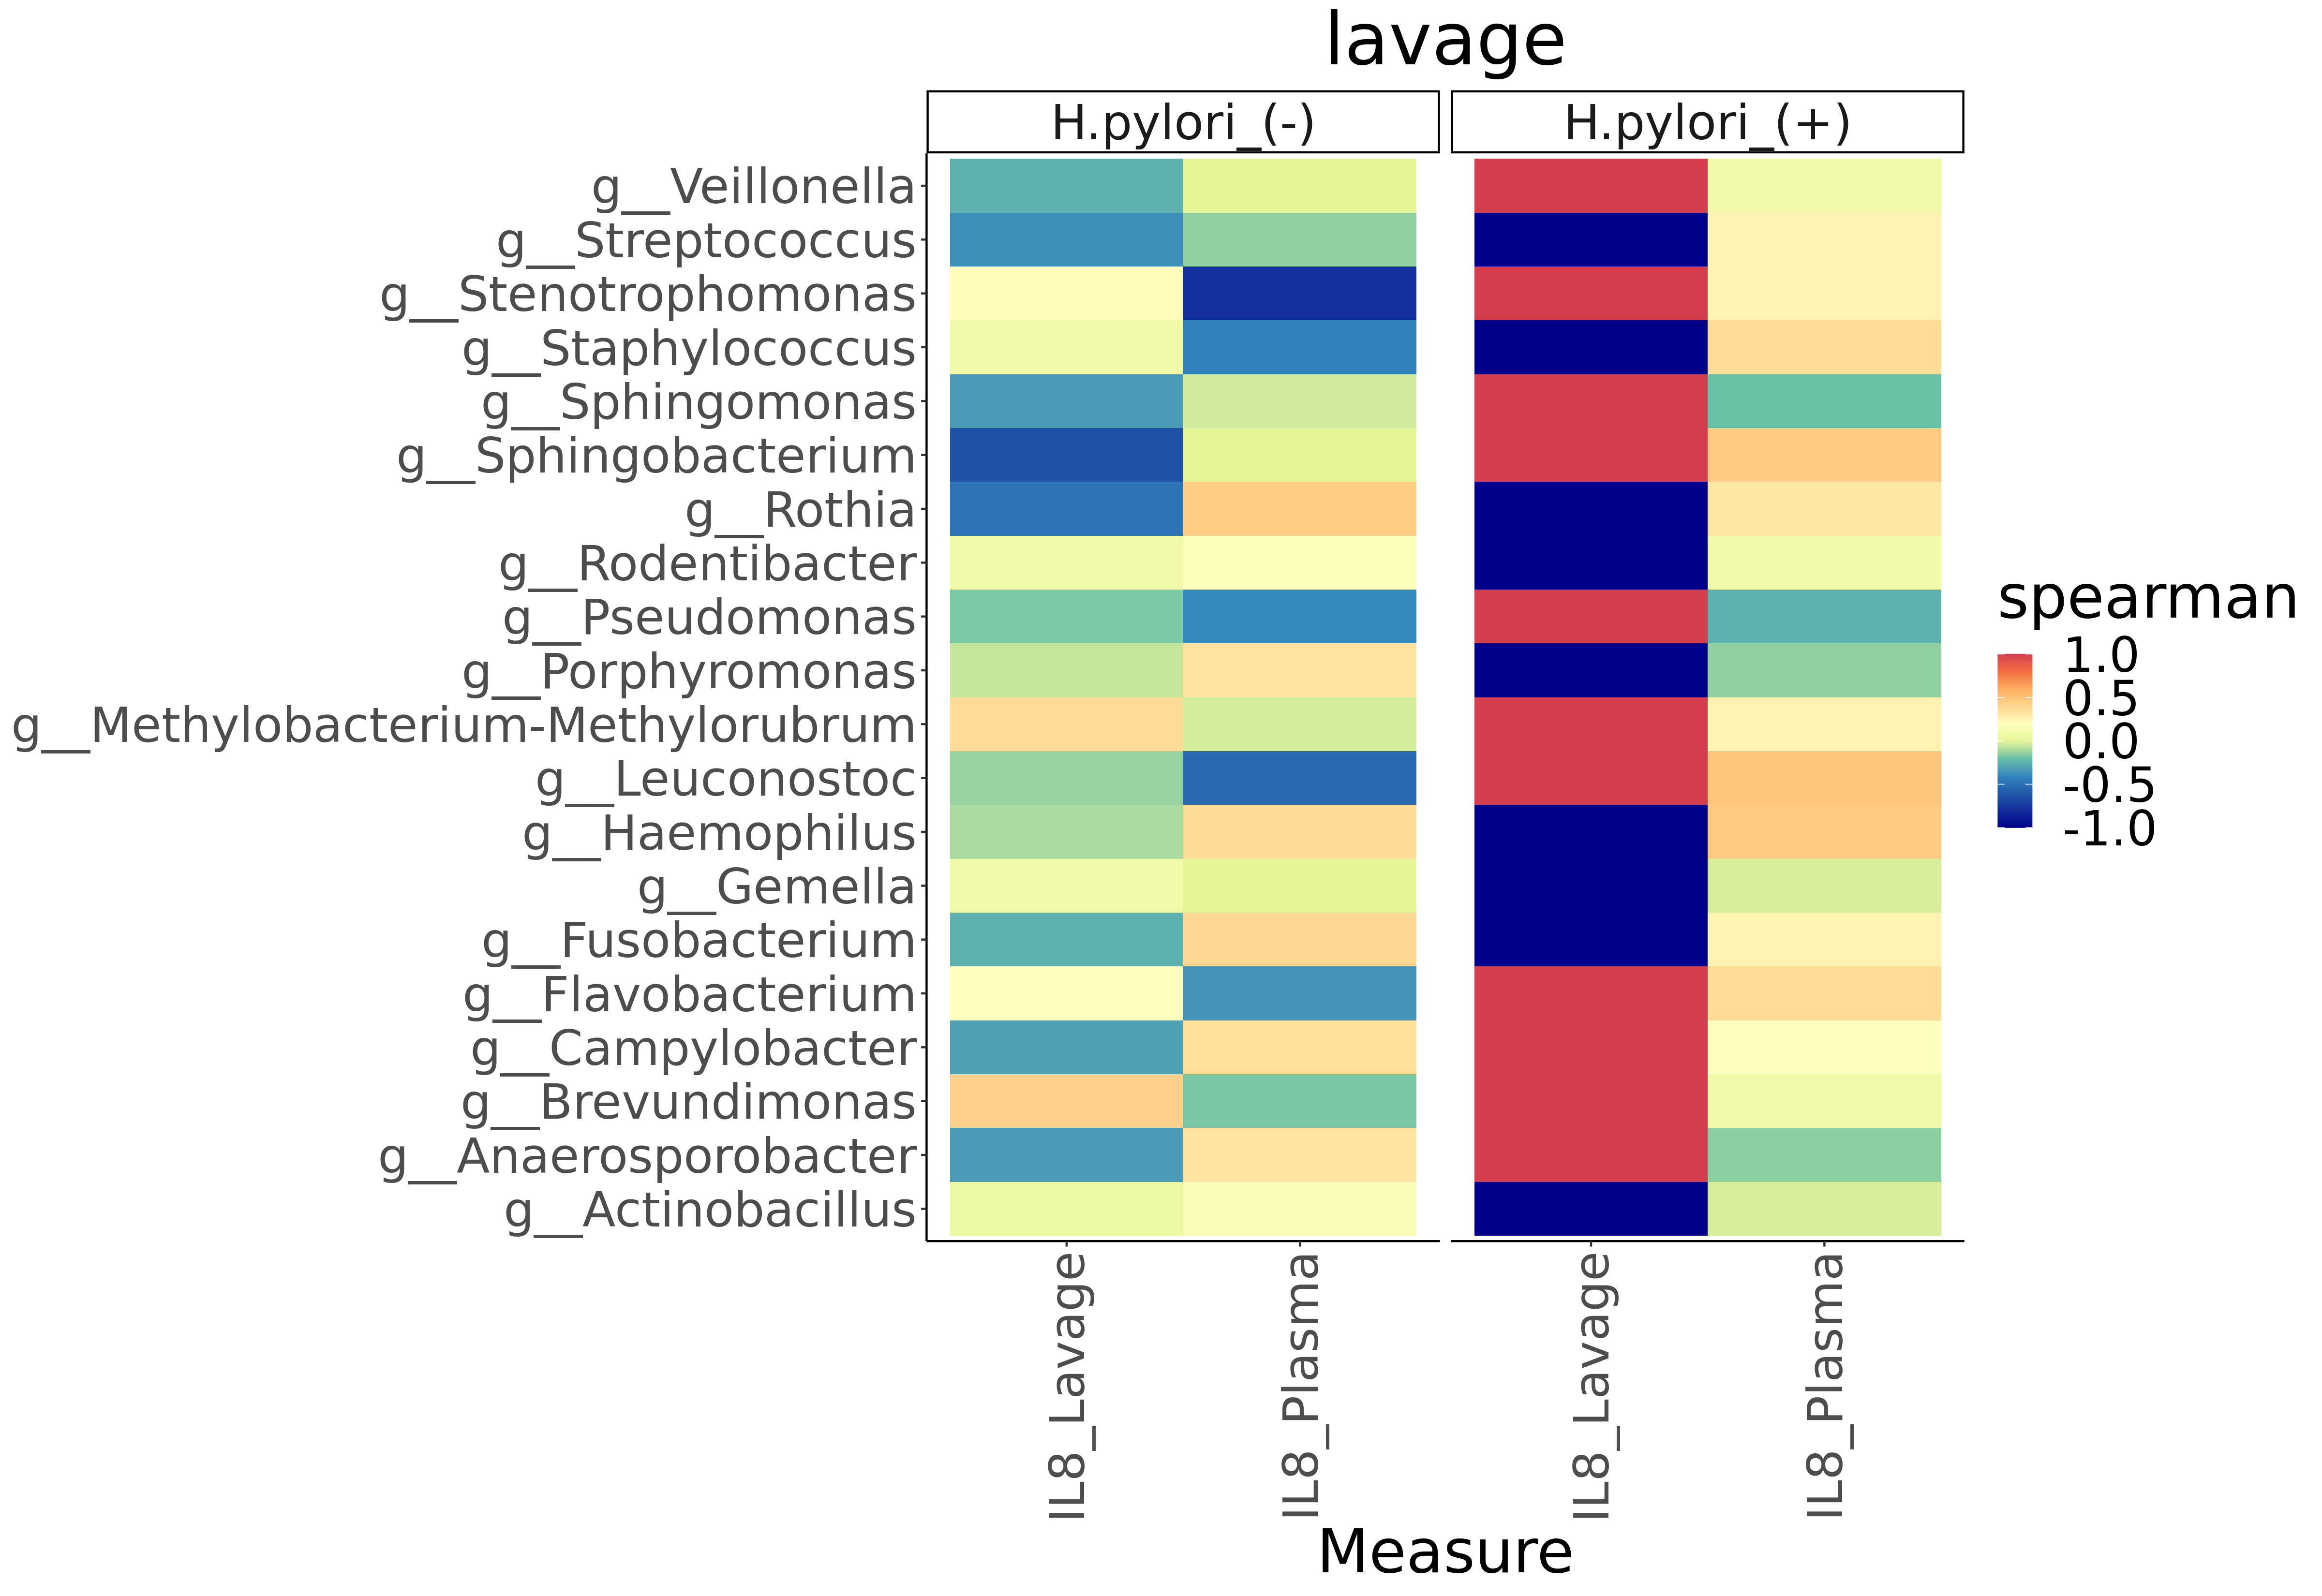 lavage
H.pylori_(-)
H.pylori_(+)
g__Veillonella
g__Streptococcus
g__Stenotrophomonas
g__Staphylococcus
g__Sphingomonas
g__Sphingobacterium
g__Rothia
g__Rodentibacter
g__Pseudomonas
g__Porphyromonas
g__Methylobacterium-Methylorubrum
g__Leuconostoc
g__Haemophilus
g__Gemella
g__Fusobacterium
g__Flavobacterium
g__Campylobacter
g__Brevundimonas
g__Anaerosporobacter
g__Actinobacillus
IL8_Lavage
IL8_Plasma
IL8_Lavage
IL8_Plasma
Measure
spearman
1.0
0.5
0.0
-0.5
-1.0